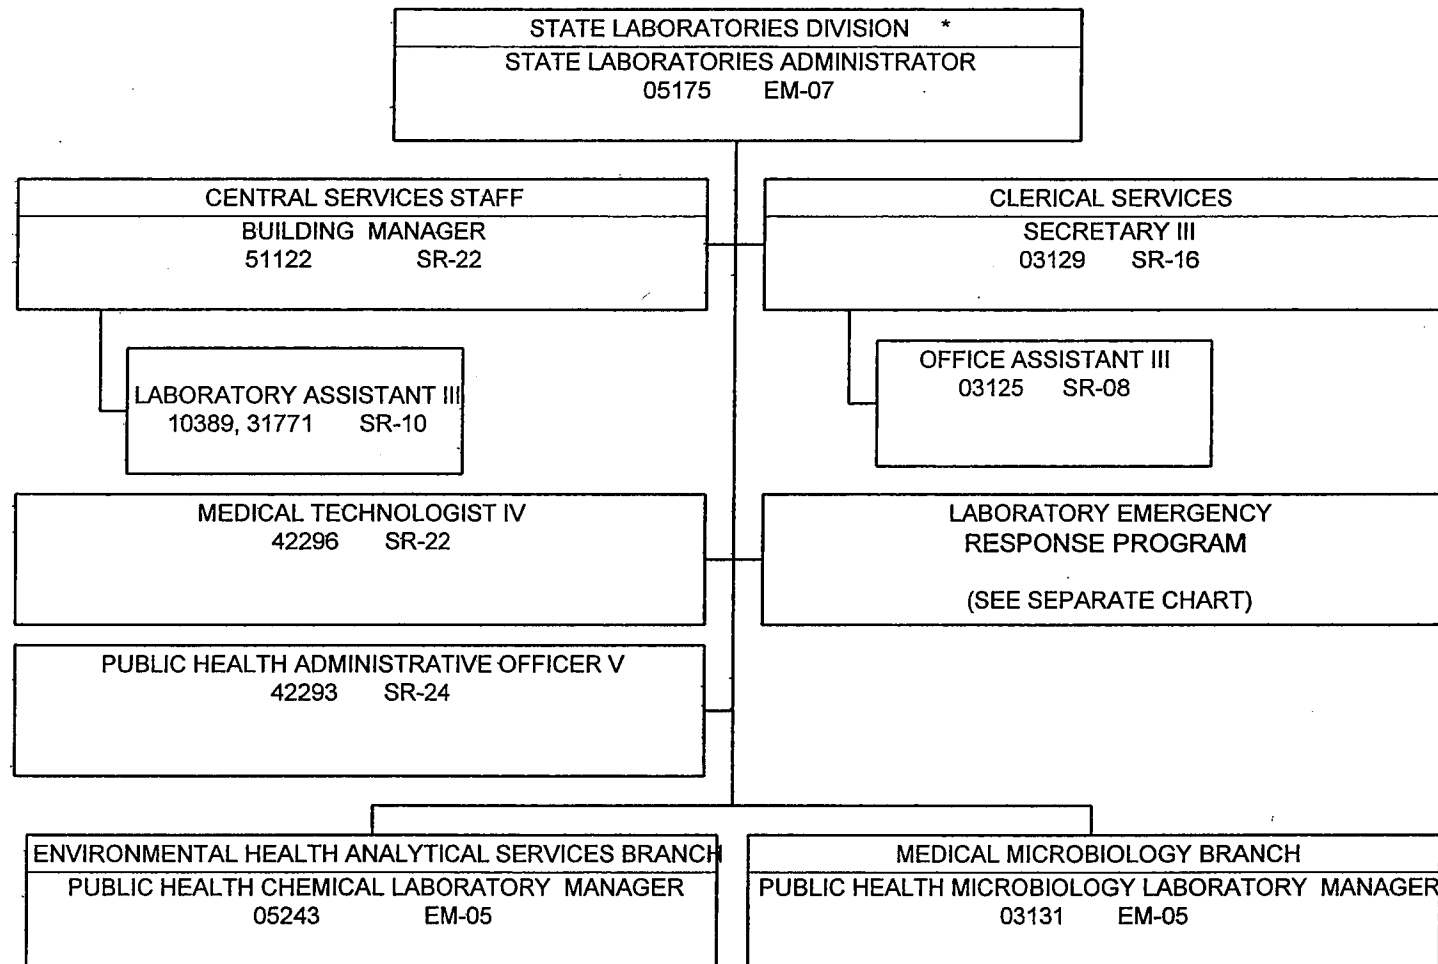 STATE LABORATORIES DIVISION *
STATE LABORATORIES ADMINISTRATOR
05175 EM-07
CENTRAL SERVICES STAFF
BUILDING MANAGER
51122 SR-22
CLERICAL SERVICES
SECRETARY III
03129 SR-16
LABORATORY ASSISTANT III
10389, 31771 SR-10
OFFICE ASSISTANT III
03125 SR-08
MEDICAL TECHNOLOGIST IV
42296 SR-22
LABORATORY EMERGENCY
RESPONSE PROGRAM
(SEE SEPARATE CHART)
PUBLIC HEALTH ADMINISTRATIVE OFFICER V
42293 SR-24
ENVIRONMENTAL HEALTH ANALYTICAL SERVICES BRANCH
PUBLIC HEALTH CHEMICAL LABORATORY MANAGER
05243 EM-05
MEDICAL MICROBIOLOGY BRANCH
PUBLIC HEALTH MICROBIOLOGY LABORATORY MANAGER
03131 EM-05